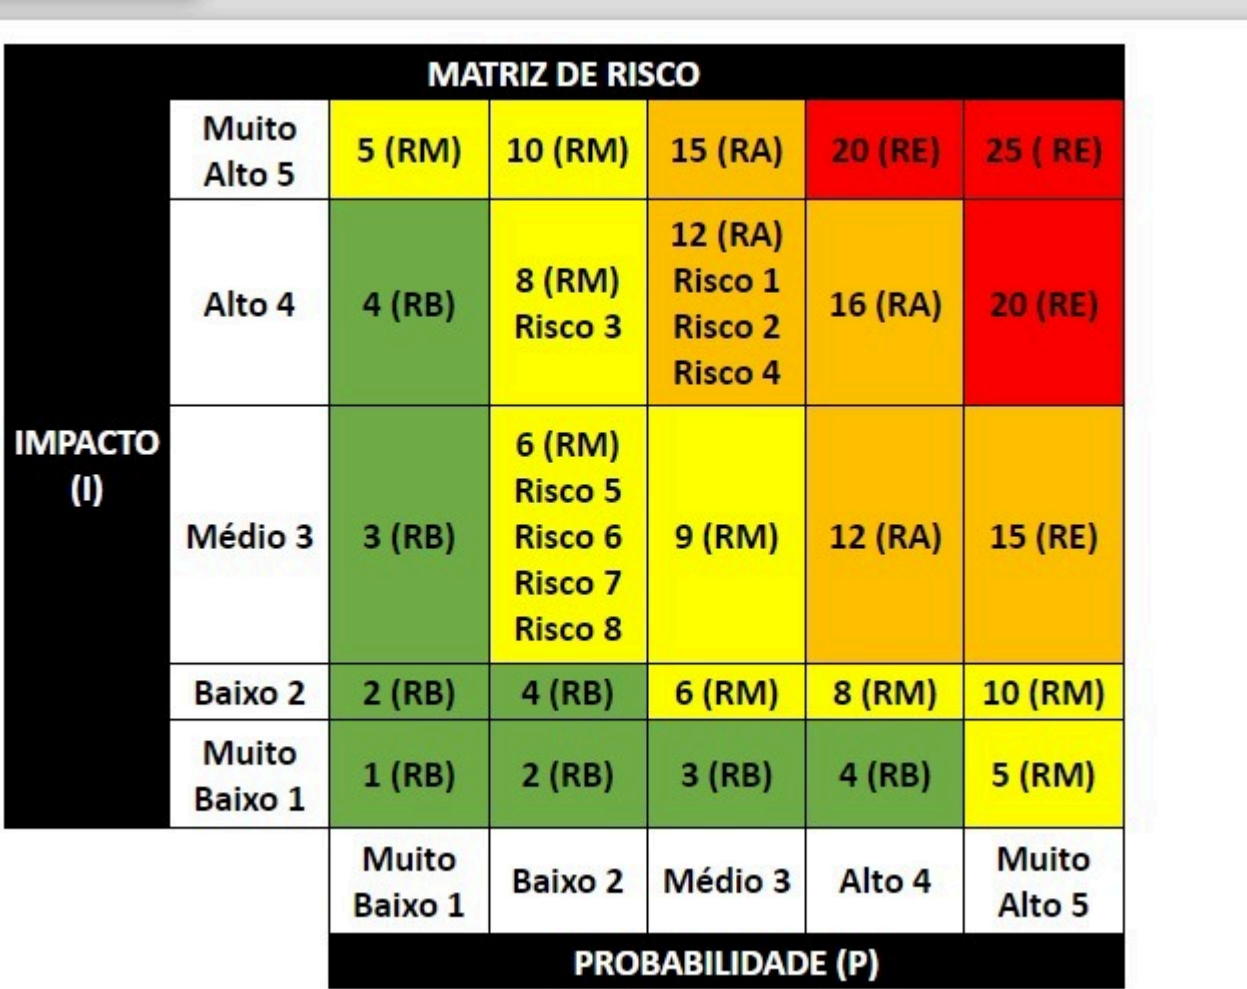 MATRIZ DE RISCO
Muito
Alto 5
5 (RM)
10 (RM)
15 (RA)
20 (RE)
25 ( RE)
Alto 4
4 (RB)
8 (RM)
Risco 3
12 (RA)
Risco 1
Risco 2
Risco 4
16 (RA)
20 (RE)
IMPACTO
(I)
Médio 3
3 (RB)
6 (RM)
Risco 5
Risco 6
Risco 7
Risco 8
9 (RM)
12 (RA)
15 (RE)
Baixo 2
2 (RB)
4 (RB)
6 (RM)
8 (RM)
10 (RM)
Muito
Baixo 1
1 (RB)
2 (RB)
3 (RB)
4 (RB)
5 (RM)
Muito
Baixo 1
Baixo 2
Médio 3
Alto 4
Muito
Alto 5
PROBABILIDADE (P)